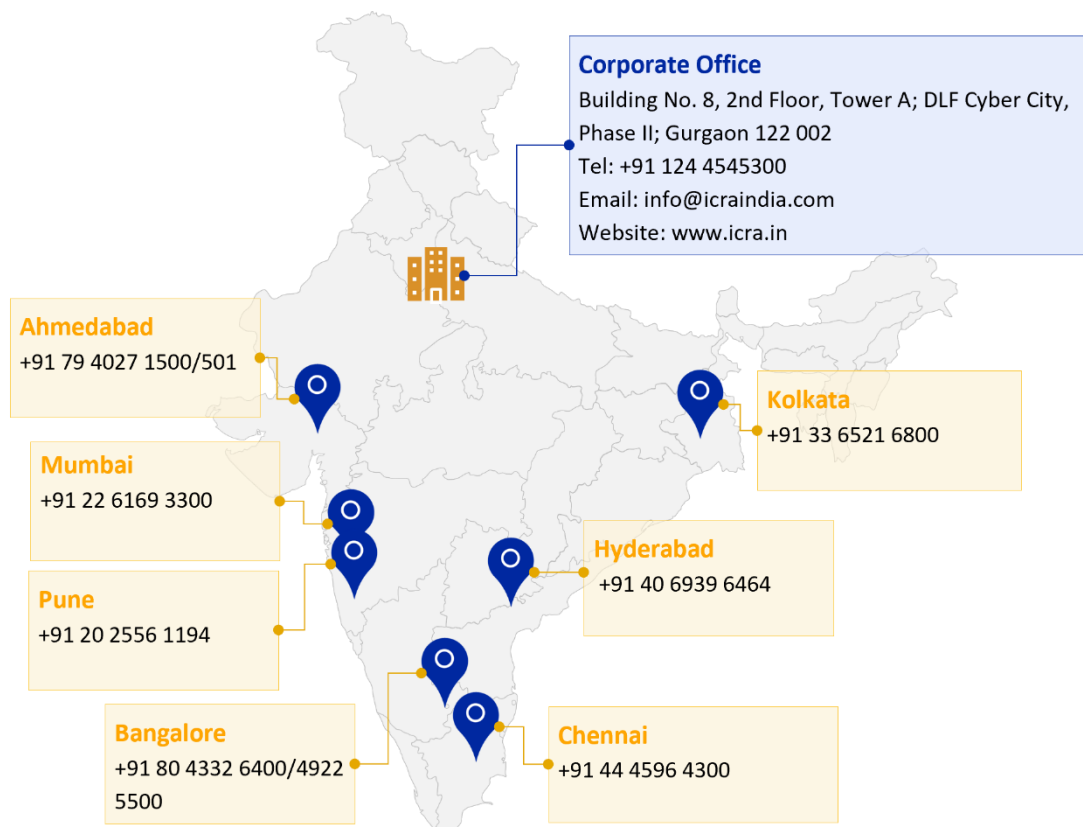 Corporate Office
Building No. 8, 2nd Floor, Tower A; DLF Cyber City,
Phase II; Gurgaon 122 002
Tel: +91 124 4545300
Email: info@icraindia.com
Website: www.icra.in
Ahmedabad
+91 79 4027 1500/501
Kolkata
+91 33 6521 6800
Mumbai
+91 22 6169 3300
Hyderabad
+91 40 6939 6464
Pune
+91 20 2556 1194
Bangalore
+91 80 4332 6400/4922
5500
Chennai
+91 44 4596 4300